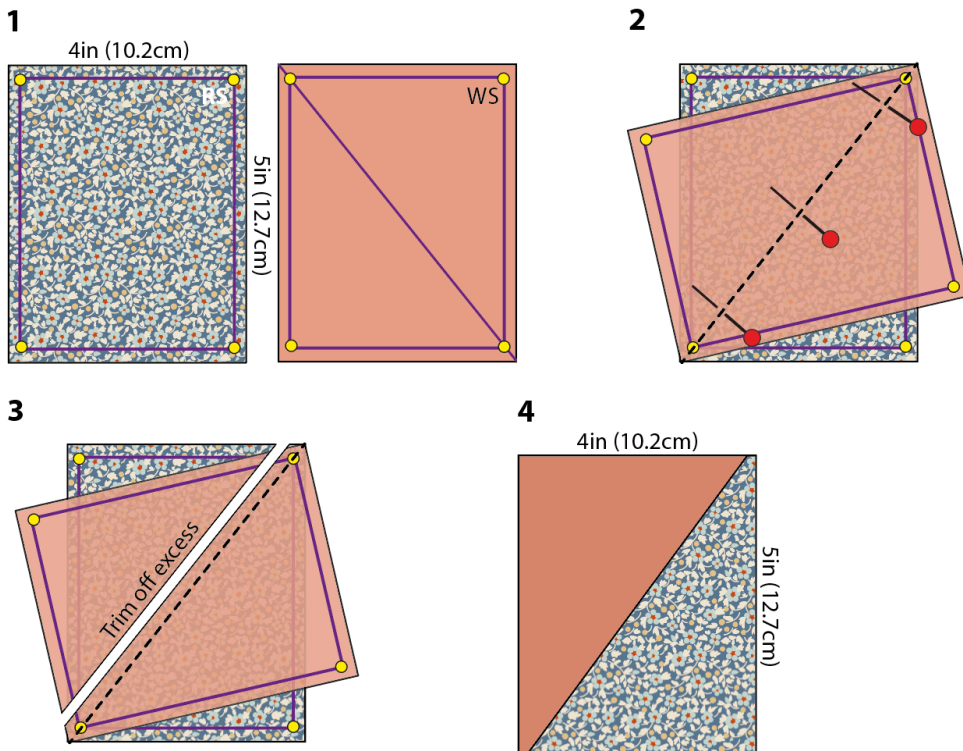 1
4in (10.2cm)
RS
5in (12.7cm)
WS
2
3
Trim off excess
4
4in (10.2cm)
5in (12.7cm)